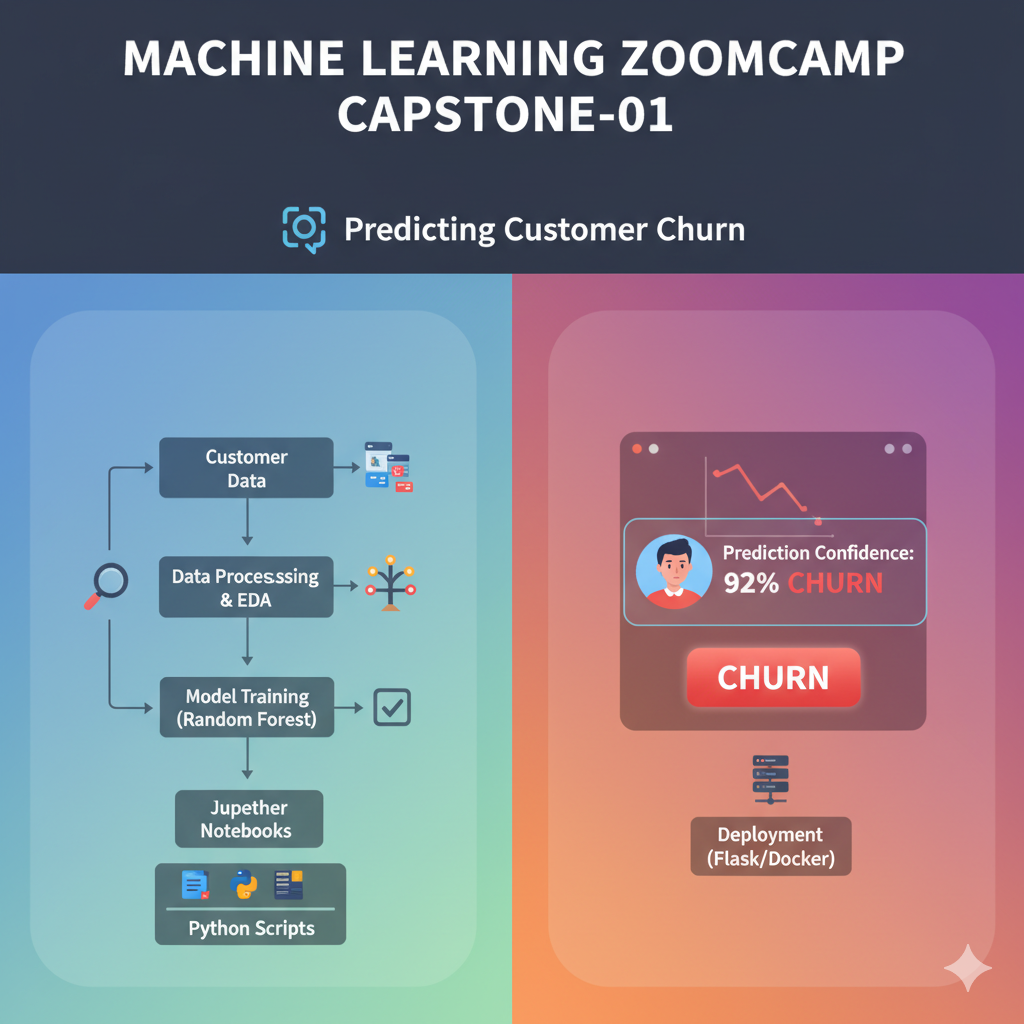 MACHINE LEARNING ZOOMCAMP
CAPSTONE-01
Predicting Customer Churn
Customer
Data
Data Processsing
& EDA
Model Training
(Random Forest)
Jupether
Notebooks
Python Scripts
Prediction Confidence:
92% CHURN
CHURN
Deployment
(Flask/Docker)